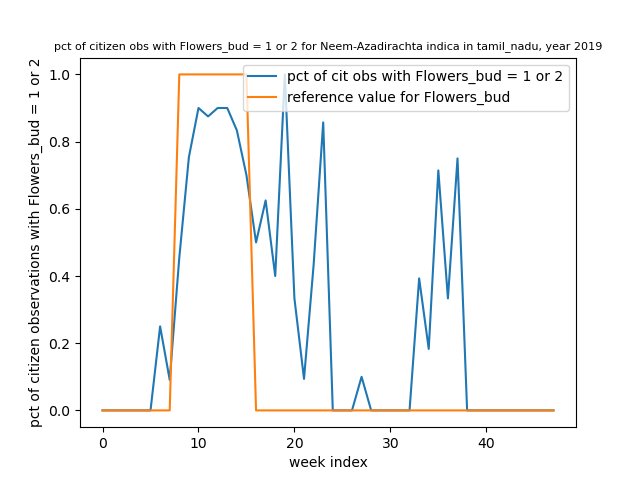 pct of citizen obs with Flowers_bud = 1 or 2 for Neem-Azadirachta indica in tamil_nadu, year 2019
pct of citizen observations with Flowers_bud = 1 or 2
1.0
0.8
0.6
0.4
0.2
0.0
pct of cit obs with Flowers_bud = 1 or 2
reference value for Flowers_bud
0
10
20
30
40
week index